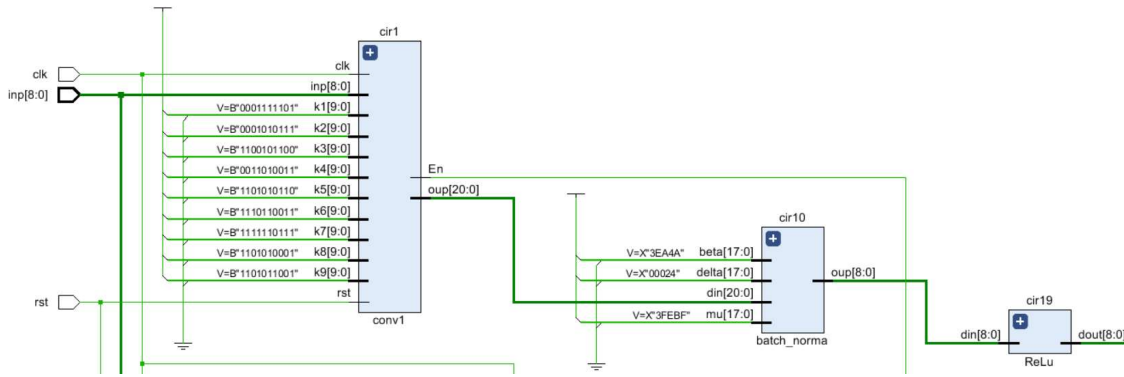 cir1
clk
clk
inp[8:0]
inp[8:0]
V=B"0001111101" k1[9:0]
V=B"0001010111" k2[9:0]
V=B"1100101100" k3[9:0]
V=B"0011010011" k4[9:0]
V=B"1101010110" k5[9:0]
V=B"1110110011" k6[9:0]
V=B"1111110111" k7[9:0]
V=B"1101010001" k8[9:0]
V=B"1101011001" k9[9:0]
rst
rst
conv1
En
oup[20:0]
cir10
V=X"3EA4A" beta[17:0]
V=X"00024" delta[17:0]
din[20:0]
V=X"3FEBF" mu[17:0]
oup[8:0]
batch_norma
cir19
din[8:0]
dout[8:0]
ReLu